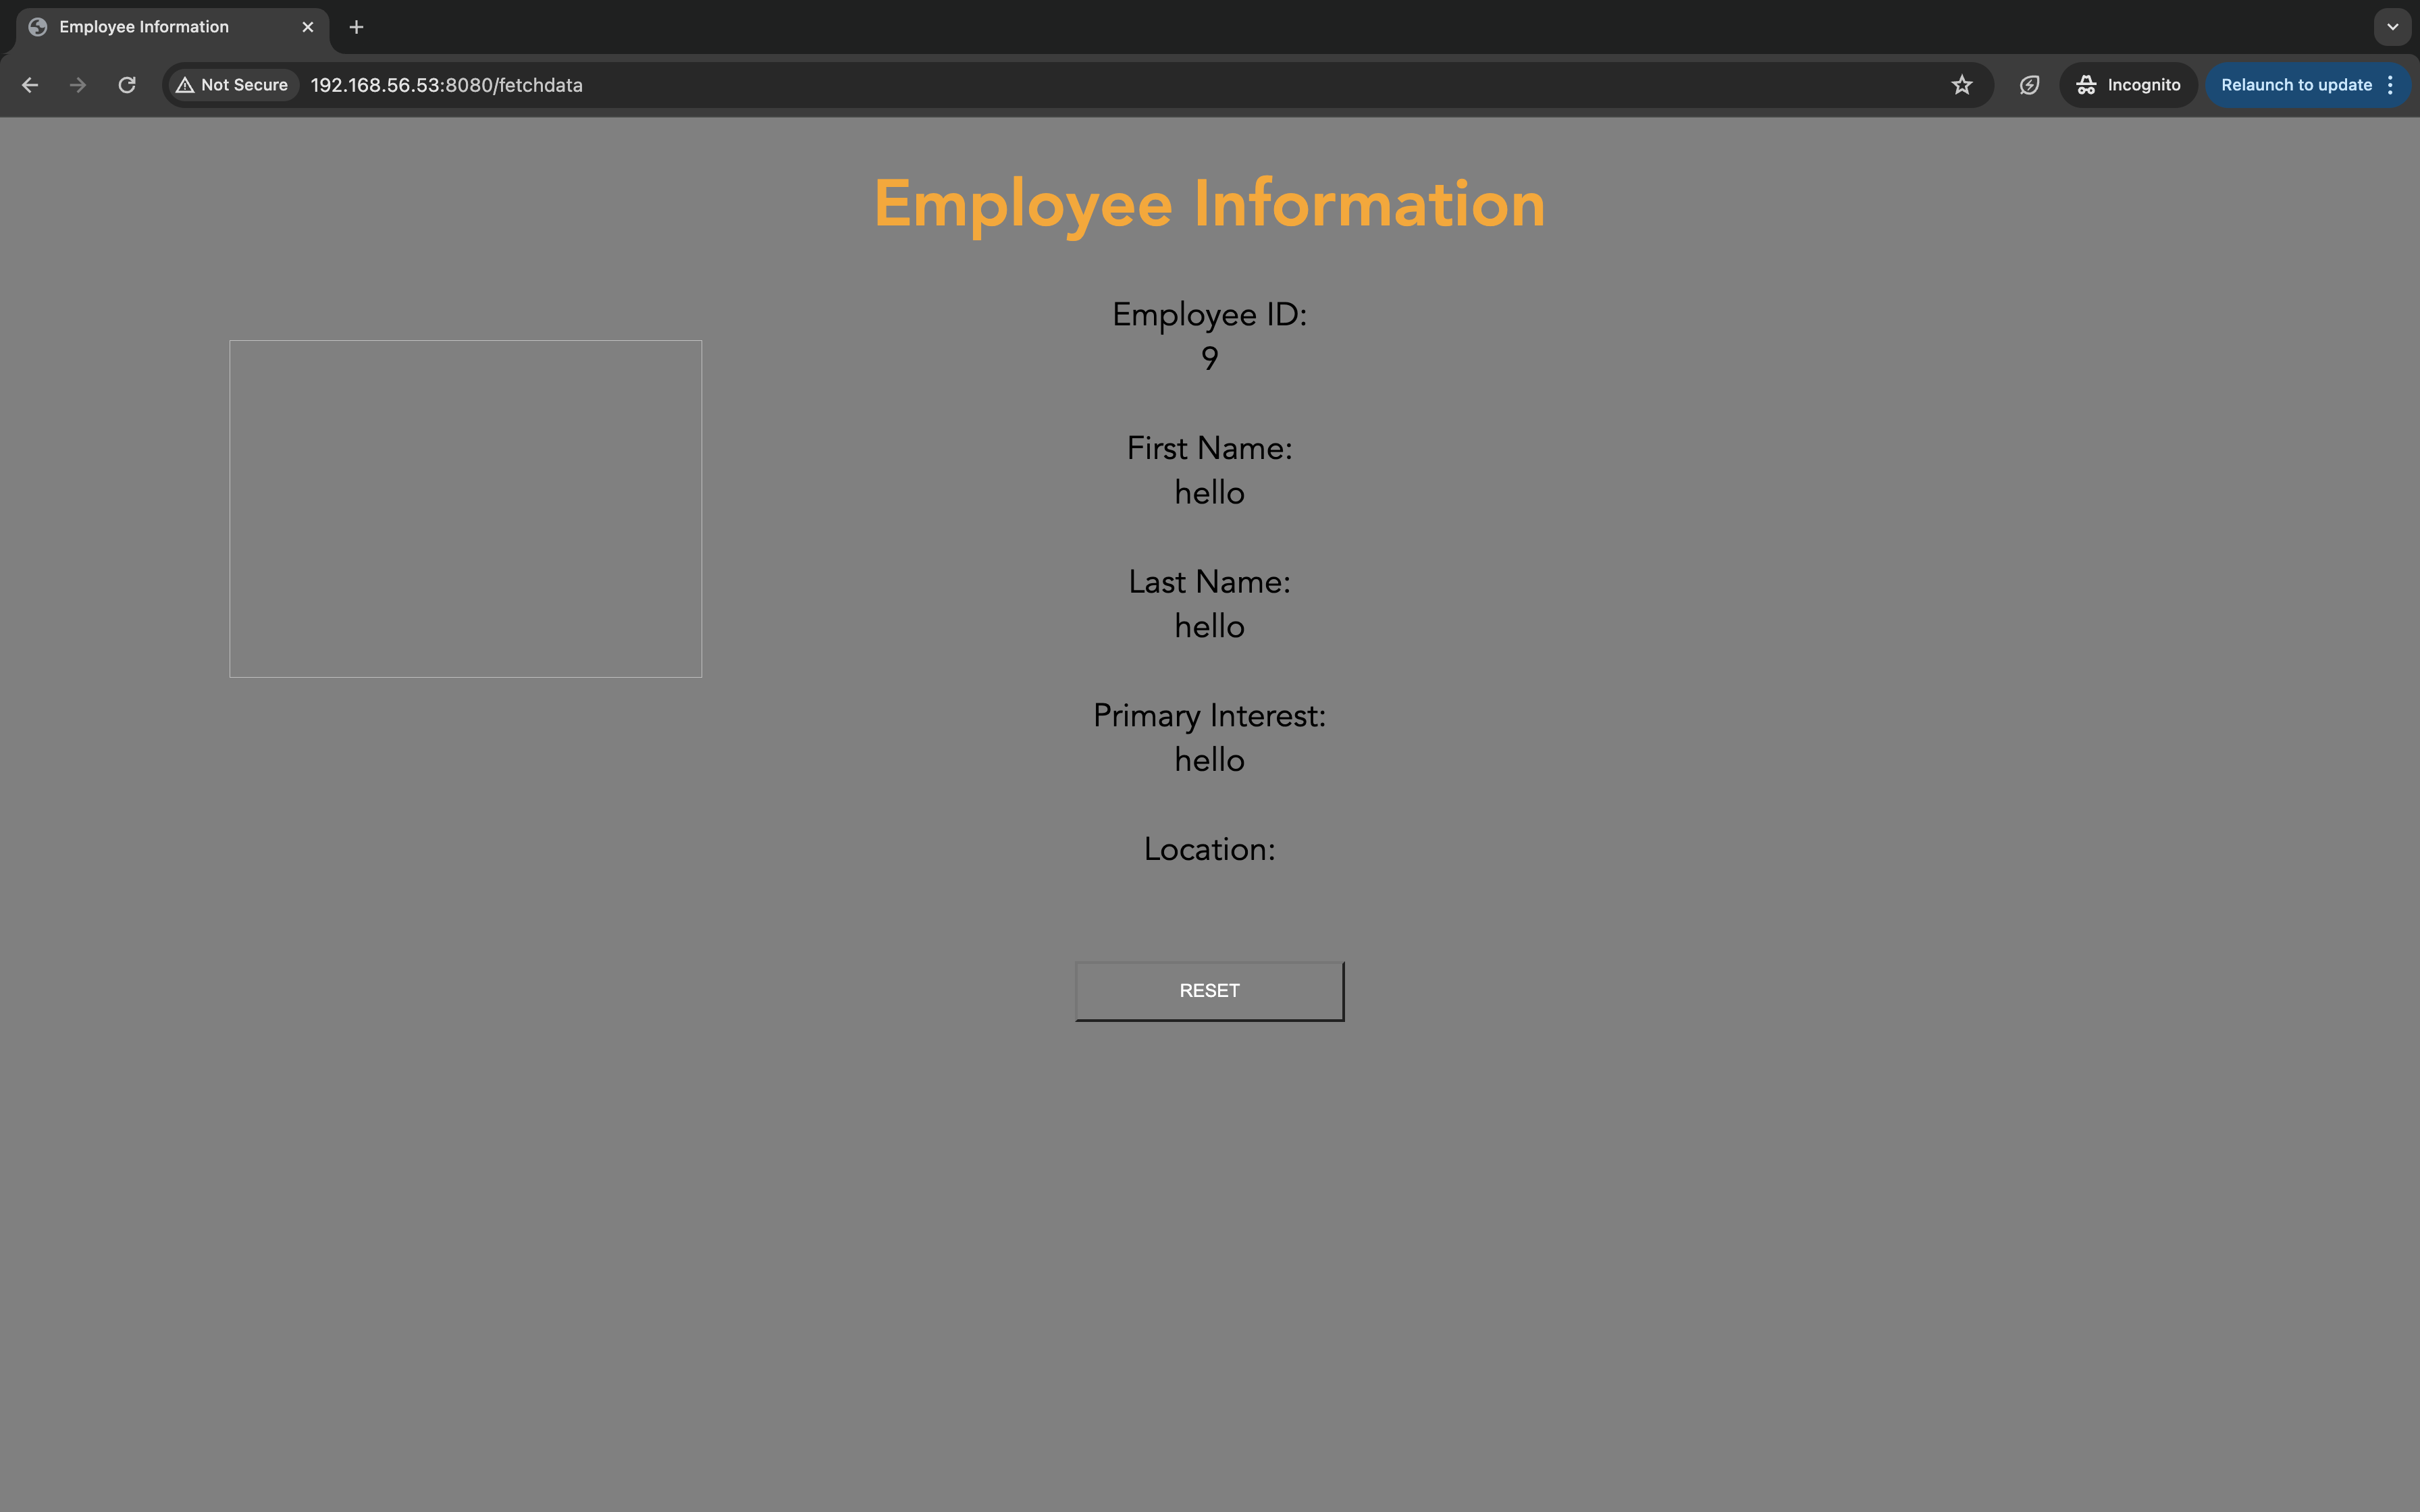 Employee Information
Not Secure 192.168.56.53:8080/fetchdata Incognito Relaunch to update
Employee Information
Employee ID:
9
First Name:
hello
Last Name:
hello
Primary Interest:
hello
Location:
RESET